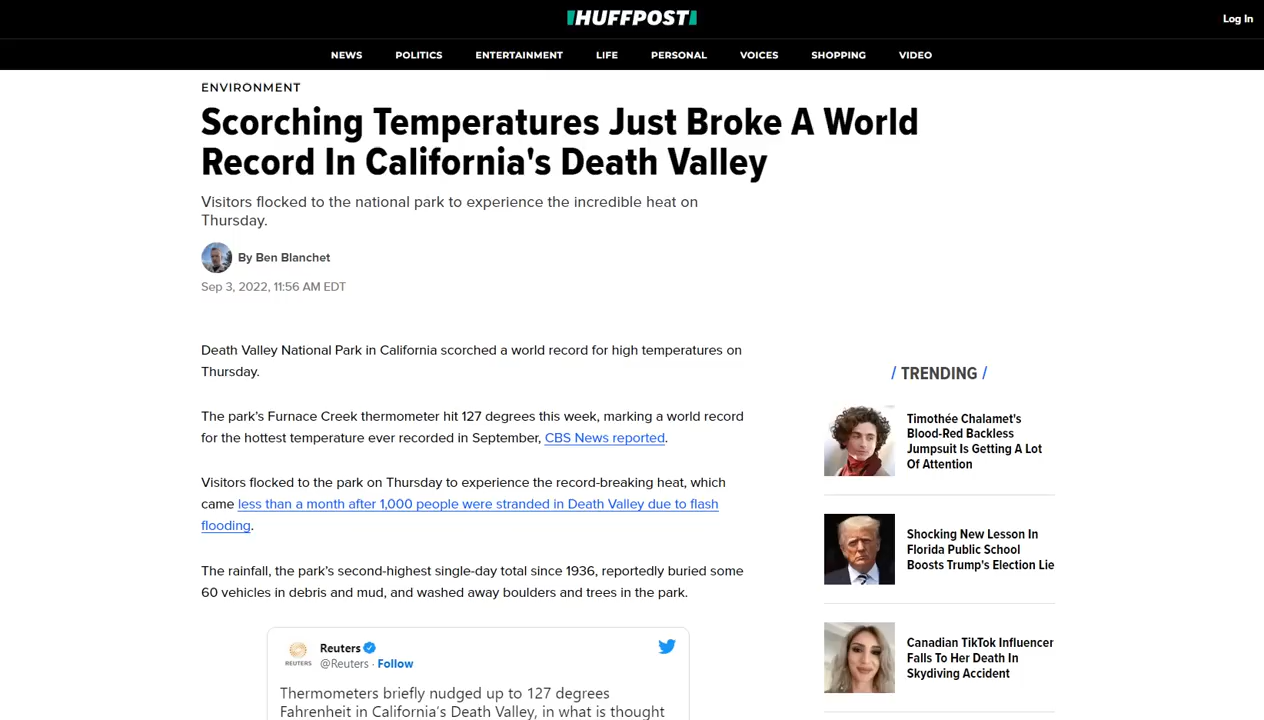 HUFFPOST
Log In
NEWS POLITICS ENTERTAINMENT LIFE PERSONAL VOICES SHOPPING VIDEO
ENVIRONMENT
Scorching Temperatures Just Broke A World
Record In California's Death Valley
Visitors flocked to the national park to experience the incredible heat on
Thursday.
By Ben Blanchet
Sep 3, 2022, 11:56 AM EDT
Death Valley National Park in California scorched a world record for high temperatures on
Thursday.
The park’s Furnace Creek thermometer hit 127 degrees this week, marking a world record
for the hottest temperature ever recorded in September, CBS News reported.
Visitors flocked to the park on Thursday to experience the record-breaking heat, which
came less than a month after 1,000 people were stranded in Death Valley due to flash
flooding.
The rainfall, the park’s second-highest single-day total since 1936, reportedly buried some
60 vehicles in debris and mud, and washed away boulders and trees in the park.
REUTERS
Reuters
@Reuters · Follow
Thermometers briefly nudged up to 127 degrees
Fahrenheit in California’s Death Valley, in what is thought
/ TRENDING /
Timothée Chalamet's
Blood-Red Backless
Jumpsuit Is Getting A Lot
Of Attention
Shocking New Lesson In
Florida Public School
Boosts Trump's Election Lie
Canadian TikTok Influencer
Falls To Her Death In
Skydiving Accident